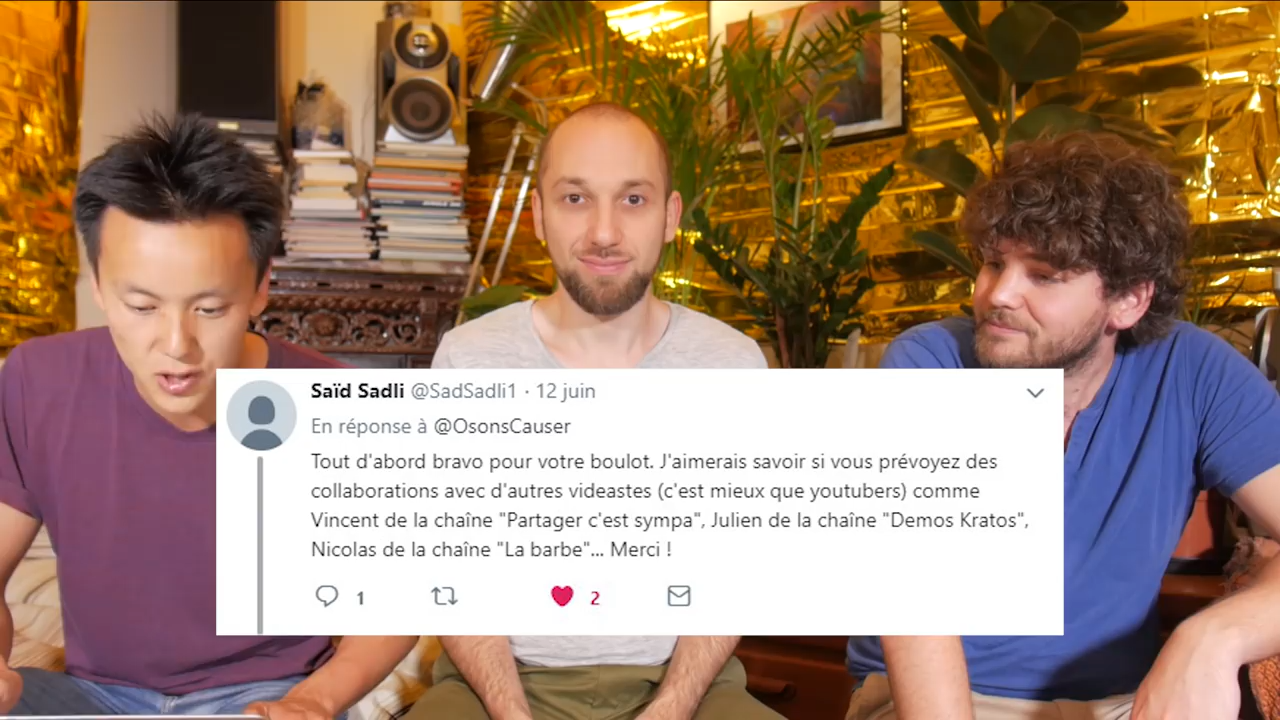 Saïd Sadli @SadSadli1 · 12 juin
En réponse à @OsonsCauser
Tout d'abord bravo pour votre boulot. J'aimerais savoir si vous prévoyez des
collaborations avec d'autres videastes (c'est mieux que youtubers) comme
Vincent de la chaîne "Partager c'est sympa", Julien de la chaîne "Demos Kratos",
Nicolas de la chaîne "La barbe"... Merci !
1 2